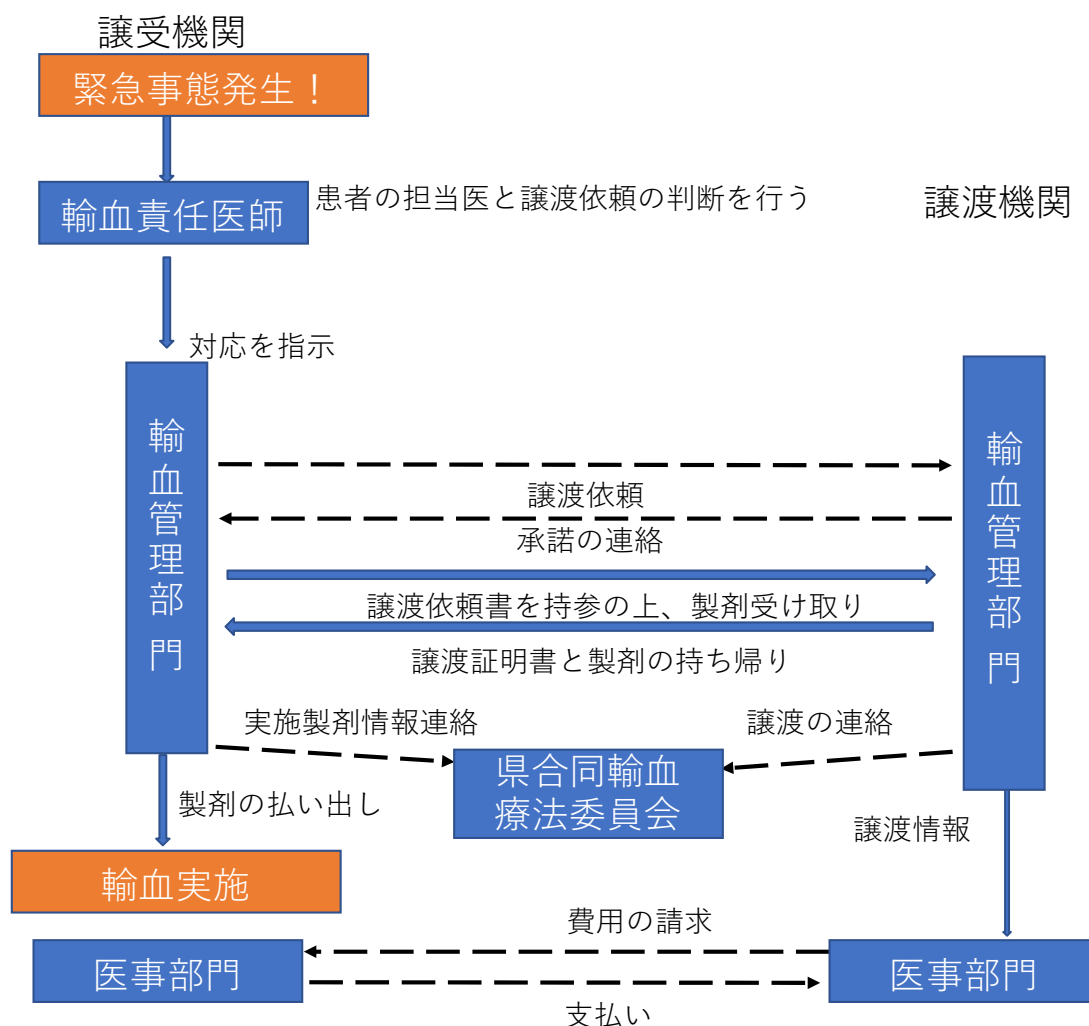 譲受機関
緊急事態発生！
輸血責任医師
患者の担当医と譲渡依頼の判断を行う
譲渡機関
対応を指示
輸血管理部門
輸血管理部門
譲渡依頼
承諾の連絡
譲渡依頼書を持参の上、製剤受け取り
譲渡証明書と製剤の持ち帰り
実施製剤情報連絡
譲渡の連絡
県合同輸血
療法委員会
製剤の払い出し
譲渡情報
輸血実施
費用の請求
医事部門
医事部門
支払い